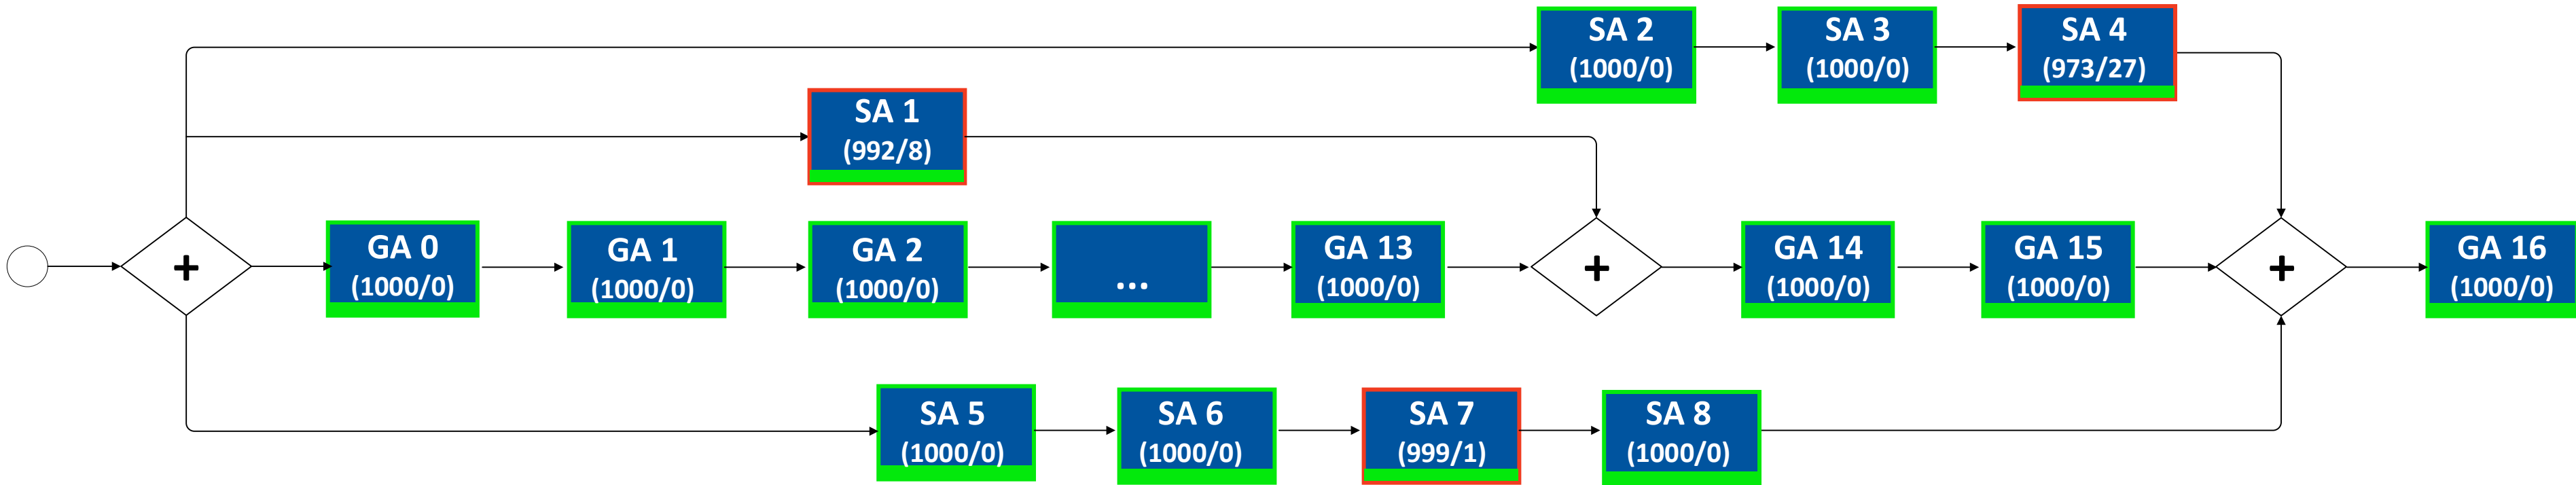 SA 2
(1000/0)
SA 3
(1000/0)
SA 4
(973/27)
SA 1
(992/8)
+
GA 0
(1000/0)
GA 1
(1000/0)
GA 2
(1000/0)
...
GA 13
(1000/0)
+
GA 14
(1000/0)
GA 15
(1000/0)
+
GA 16
(1000/0)
SA 5
(1000/0)
SA 6
(1000/0)
SA 7
(999/1)
SA 8
(1000/0)